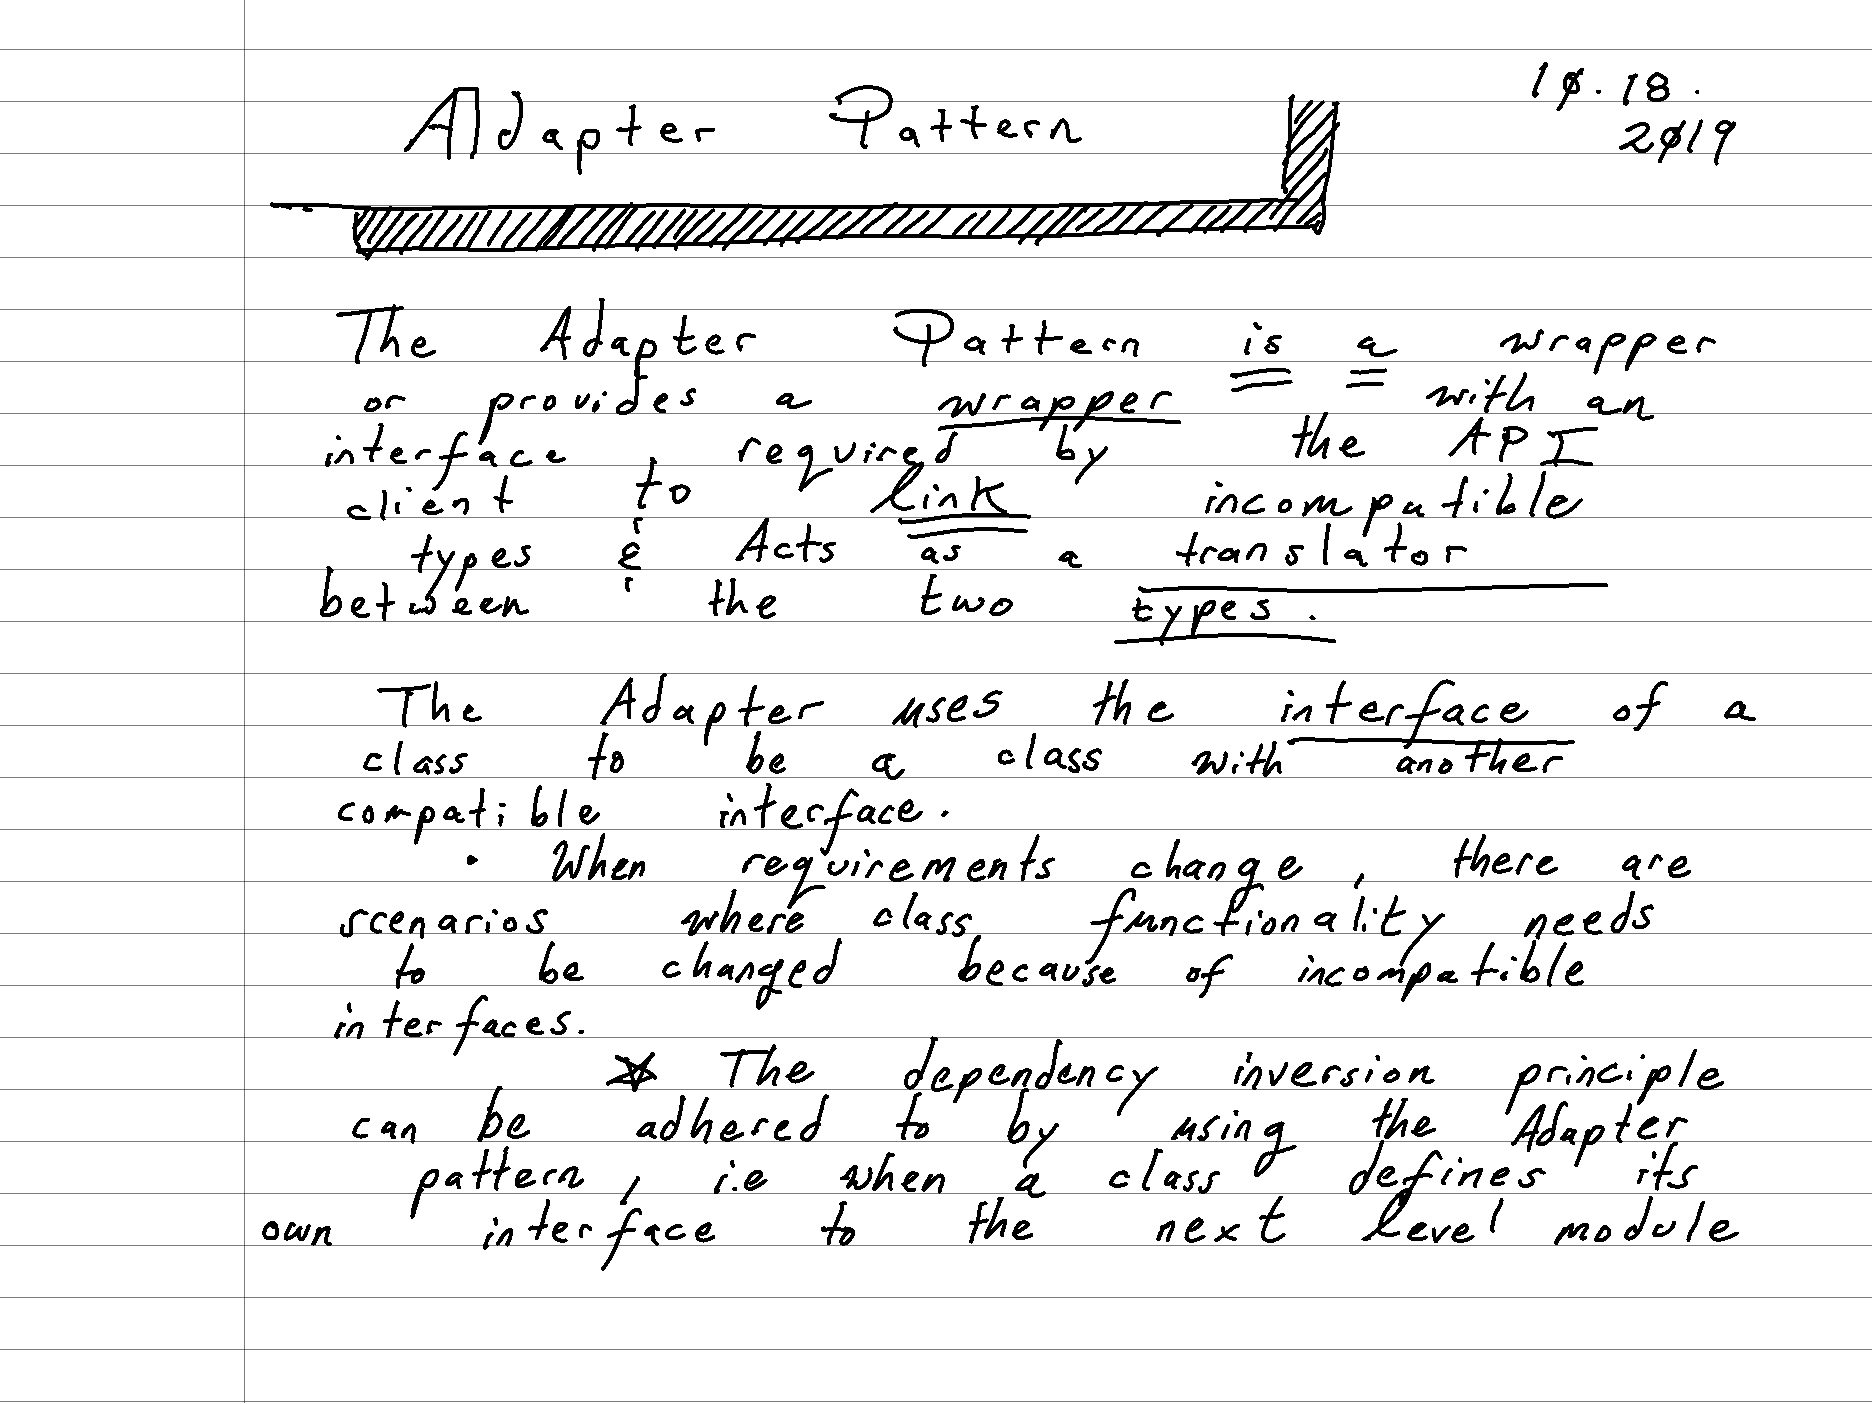 Adapter Pattern
10.18.
2019
The Adapter Pattern is a wrapper
or provides a wrapper with an
interface, required by the API
client to link incompatible
types & Acts as a translator
between the two types.
The Adapter uses the interface of a
class to be a class with another
compatible interface.
• When requirements change, there are
scenarios where class functionality needs
to be changed because of incompatible
interfaces.
☆ The dependency inversion principle
can be adhered to by using the Adapter
pattern, i.e when a class defines its
own interface to the next level module